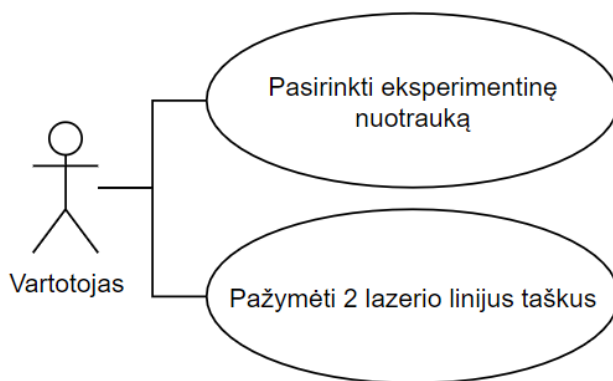 Pasirinkti eksperimentinę
nuotrauką
Vartotojas
Pažymėti 2 lazerio linijus taškus